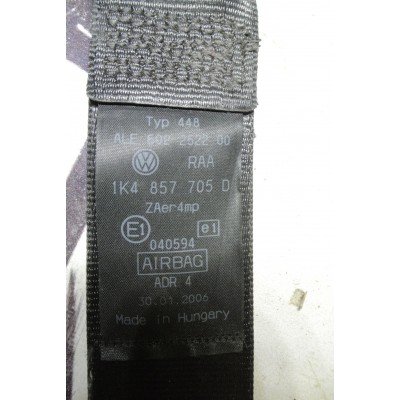 Typ 448
ALE 602 2522 00
RAA
1K4 857 705 D
ZAer4mp
E1 e1
040594
AIRBAG
ADR 4
30.01.2006
Made in Hungary